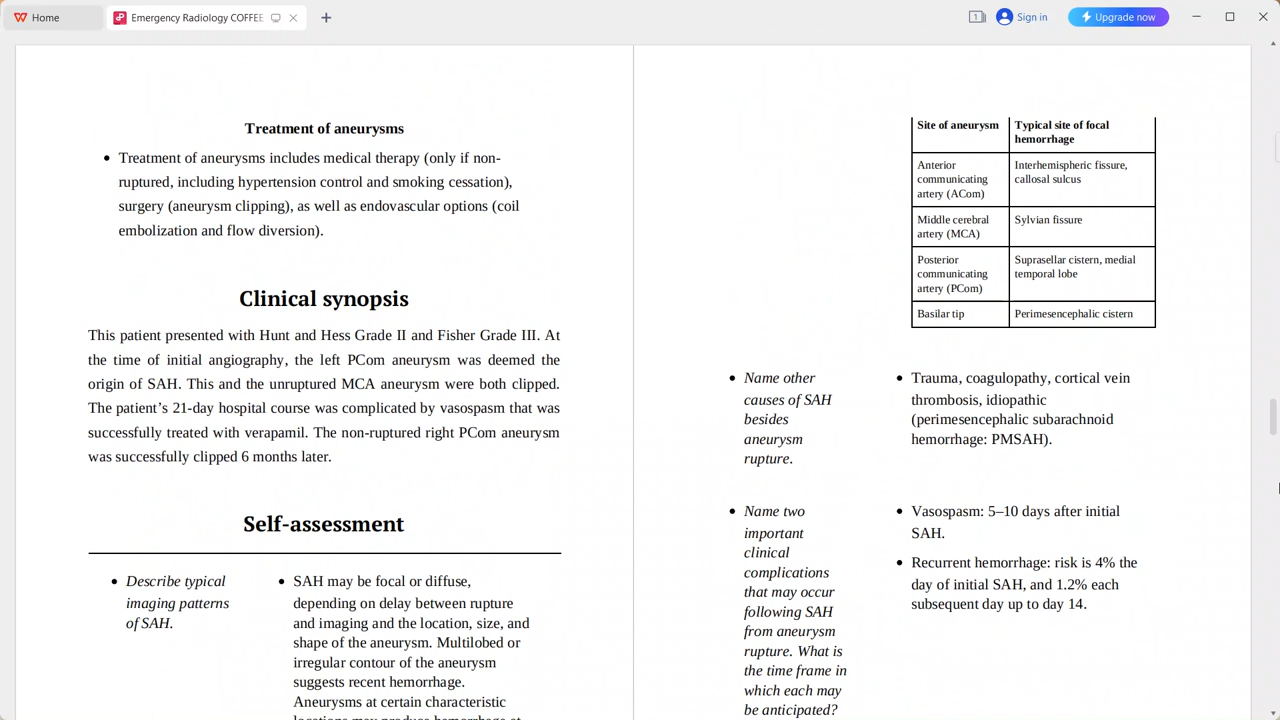 Home
Emergency Radiology COFFEE
Sign in
Upgrade now
Treatment of aneurysms
• Treatment of aneurysms includes medical therapy (only if non-
ruptured, including hypertension control and smoking cessation),
surgery (aneurysm clipping), as well as endovascular options (coil
embolization and flow diversion).
Clinical synopsis
This patient presented with Hunt and Hess Grade II and Fisher Grade III. At
the time of initial angiography, the left PCom aneurysm was deemed the
origin of SAH. This and the unruptured MCA aneurysm were both clipped.
The patient’s 21-day hospital course was complicated by vasospasm that was
successfully treated with verapamil. The non-ruptured right PCom aneurysm
was successfully clipped 6 months later.
Self-assessment
• Describe typical
imaging patterns
of SAH.
• SAH may be focal or diffuse,
depending on delay between rupture
and imaging and the location, size, and
shape of the aneurysm. Multilobed or
irregular contour of the aneurysm
suggests recent hemorrhage.
Aneurysms at certain characteristic
locations may produce hemorrhage at
Site of aneurysm
Typical site of focal
hemorrhage
Anterior
communicating
artery (ACom)
Interhemispheric fissure,
callosal sulcus
Middle cerebral
artery (MCA)
Sylvian fissure
Posterior
communicating
artery (PCom)
Suprasellar cistern, medial
temporal lobe
Basilar tip
Perimesencephalic cistern
• Name other
causes of SAH
besides
aneurysm
rupture.
• Trauma, coagulopathy, cortical vein
thrombosis, idiopathic
(perimesencephalic subarachnoid
hemorrhage: PMSAH).
• Name two
important
clinical
complications
that may occur
following SAH
from aneurysm
rupture. What is
the time frame in
which each may
be anticipated?
• Vasospasm: 5–10 days after initial
SAH.
• Recurrent hemorrhage: risk is 4% the
day of initial SAH, and 1.2% each
subsequent day up to day 14.